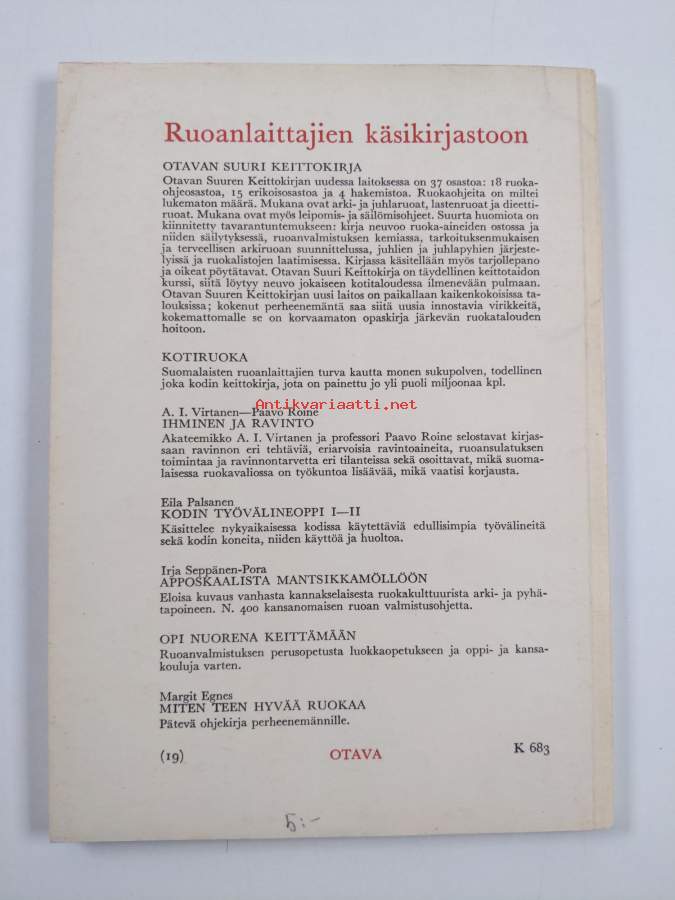 Ruoanlaittajien käsikirjastoon
OTAVAN SUURI KEITTOKIRJA
Otavan Suuren Keittokirjan uudessa laitoksessa on 37 osastoa: 18 ruoka-
ohjeosastoa, 15 erikoisosastoa ja 4 hakemistoa. Ruokaohjeita on miltei
lukematon määrä. Mukana ovat arki- ja juhlaruoat, lastenruoat ja dieetti-
ruoat. Mukana ovat myös leipomis- ja säilömisohjeet. Suurta huomiota on
kiinnitetty tavarantuntemukseen: kirja neuvoo ruoka-aineiden ostossa ja
niiden säilytyksessä, ruoanvalmistuksen kemiassa, tarkoituksenmukaisen
ja terveellisen arkiruoan suunnittelussa, juhlien ja juhlapyhien järjeste-
lyissä ja ruokalistojen laatimisessa. Kirjassa käsitellään myös tarjollepano
ja oikeat pöytätavat. Otavan Suuri Keittokirja on täydellinen keittotaidon
kurssi, siitä löytyy neuvo jokaiseen kotitaloudessa ilmenevään pulmaan.
Otavan Suuren Keittokirjan uusi laitos on paikallaan kaikenkokoisissa ta-
louksissa; kokenut perheenemäntä saa siitä uusia innostavia virikkeitä,
kokemattomalle se on korvaamaton opaskirja järkevän ruokatalouden
hoitoon.
KOTIRUOKA
Suomalaisten ruoanlaittajien turva kautta monen sukupolven, todellinen
joka kodin keittokirja, jota on painettu jo yli puoli miljoonaa kpl.
Antikvariaatti.net
A. I. Virtanen—Paavo Roine
IHMINEN JA RAVINTO
Akateemikko A. I. Virtanen ja professori Paavo Roine selostavat kirjas-
saan ravinnon eri tehtäviä, eriarvoisia ravintoaineita, ruoansulatuksen
toimintaa ja ravinnontarvetta eri tilanteissa sekä osoittavat, mikä suoma-
laisessa ruokavaliossa on työkuntoa lisäävää, mikä vaatisi korjausta.
Eila Palsanen
KODIN TYÖVÄLINEOPPI I—II
Käsittelee nykyaikaisessa kodissa käytettäviä edullisimpia työvälineitä
sekä kodin koneita, niiden käyttöä ja huoltoa.
Irja Seppänen-Pora
APPOSKAALISTA MANTSIKKAMÖLLÖÖN
Eloisa kuvaus vanhasta kannakselaisesta ruokakulttuurista arki- ja pyhä-
tapoineen. N. 400 kansanomaisen ruoan valmistusohjetta.
OPI NUORENA KEITTÄMÄÄN
Ruoanvalmistuksen perusopetusta luokkaopetukseen ja oppi- ja kansa-
kouluja varten.
Margit Egnes
MITEN TEEN HYVÄÄ RUOKAA
Pätevä ohjekirja perheenemännille.
(19) OTAVA K 683
5:-